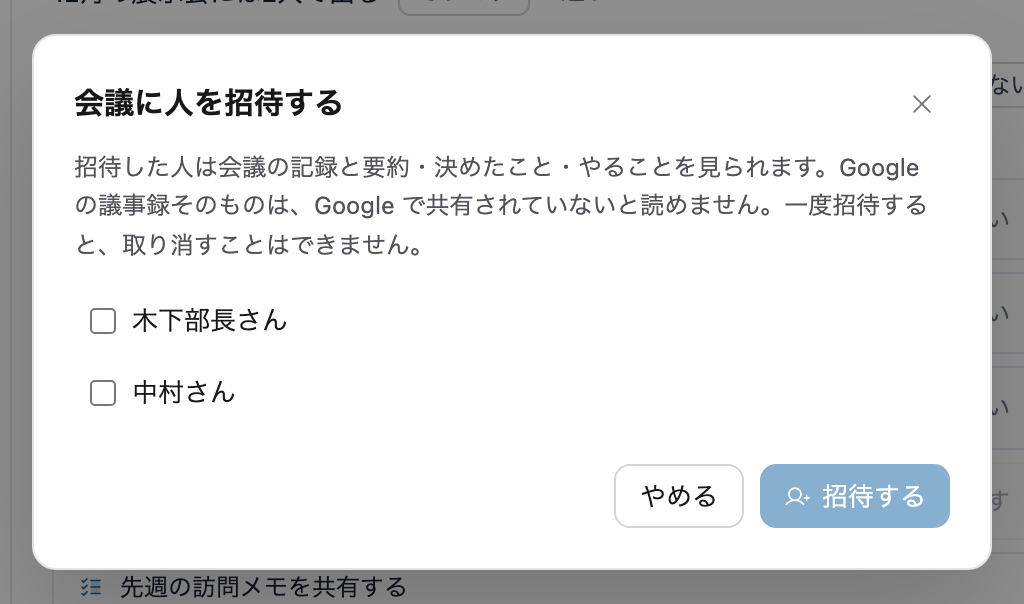 会議に人を招待する
招待した人は会議の記録と要約・決めたこと・やることを見られます。Google
の議事録そのものは、Google で共有されていないと読めません。一度招待する
と、取り消すことはできません。
木下部長さん
中村さん
やめる
招待する
先週の訪問メモを共有する